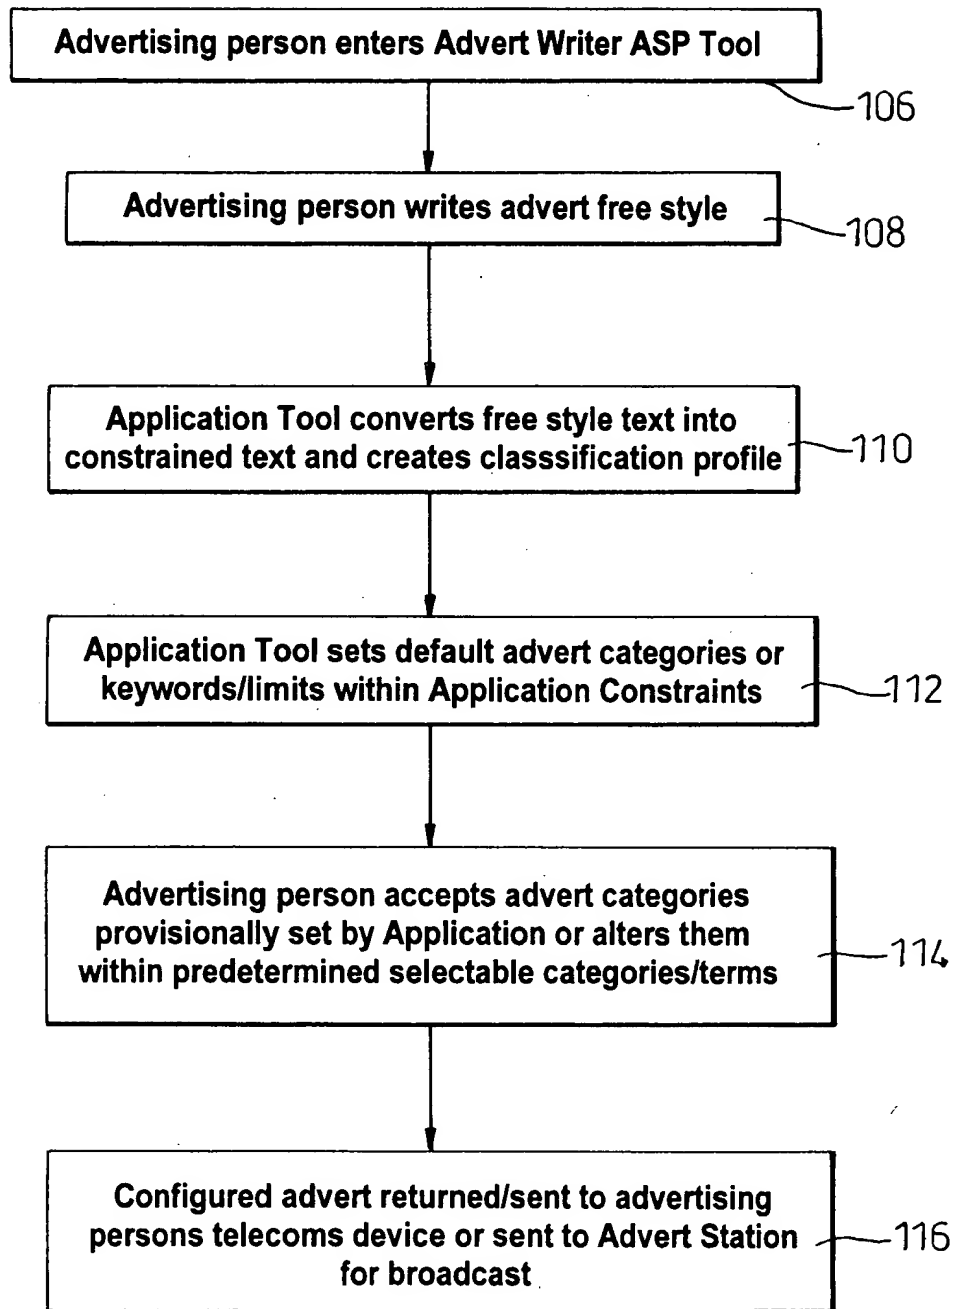 Advertising person enters Advert Writer ASP Tool
106
Advertising person writes advert free style
108
Application Tool converts free style text into
constrained text and creates classsification profile
110
Application Tool sets default advert categories or
keywords/limits within Application Constraints
112
Advertising person accepts advert categories
provisionally set by Application or alters them
within predetermined selectable categories/terms
114
Configured advert returned/sent to advertising
persons telecoms device or sent to Advert Station
for broadcast
116